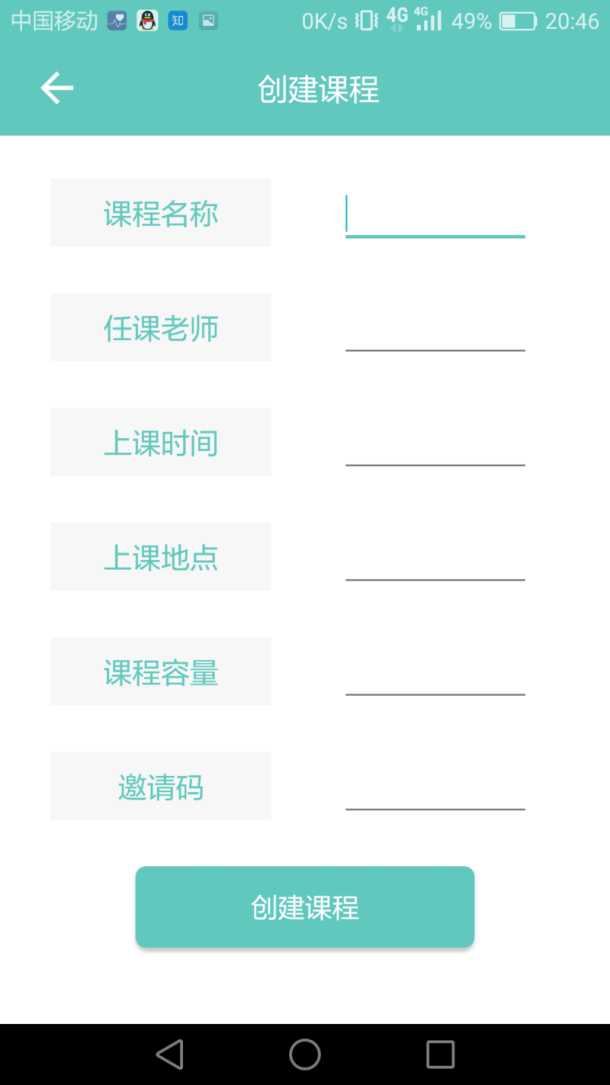 中国移动 知 0K/s 4G 4G 49% 20:46
创建课程
课程名称
任课老师
上课时间
上课地点
课程容量
邀请码
创建课程